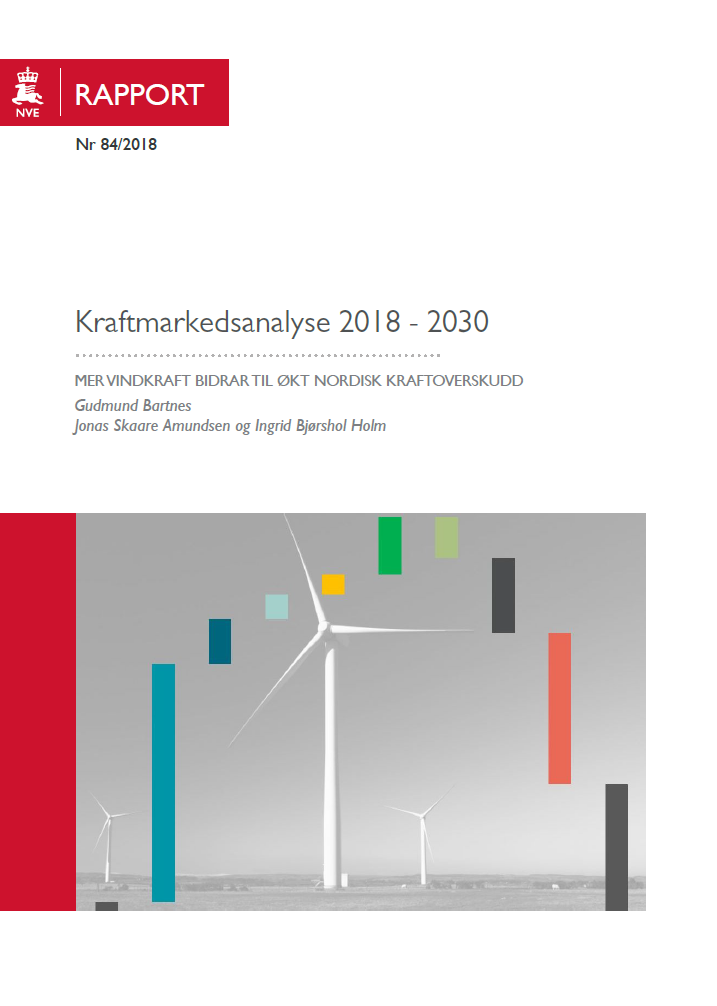 NVE
RAPPORT
Nr 84/2018
Kraftmarkedsanalyse 2018 - 2030
MER VINDKRAFT BIDRAR TIL ØKT NORDISK KRAFTOVERSKUDD
Gudmund Bartnes
Jonas Skaare Amundsen og Ingrid Bjørshol Holm